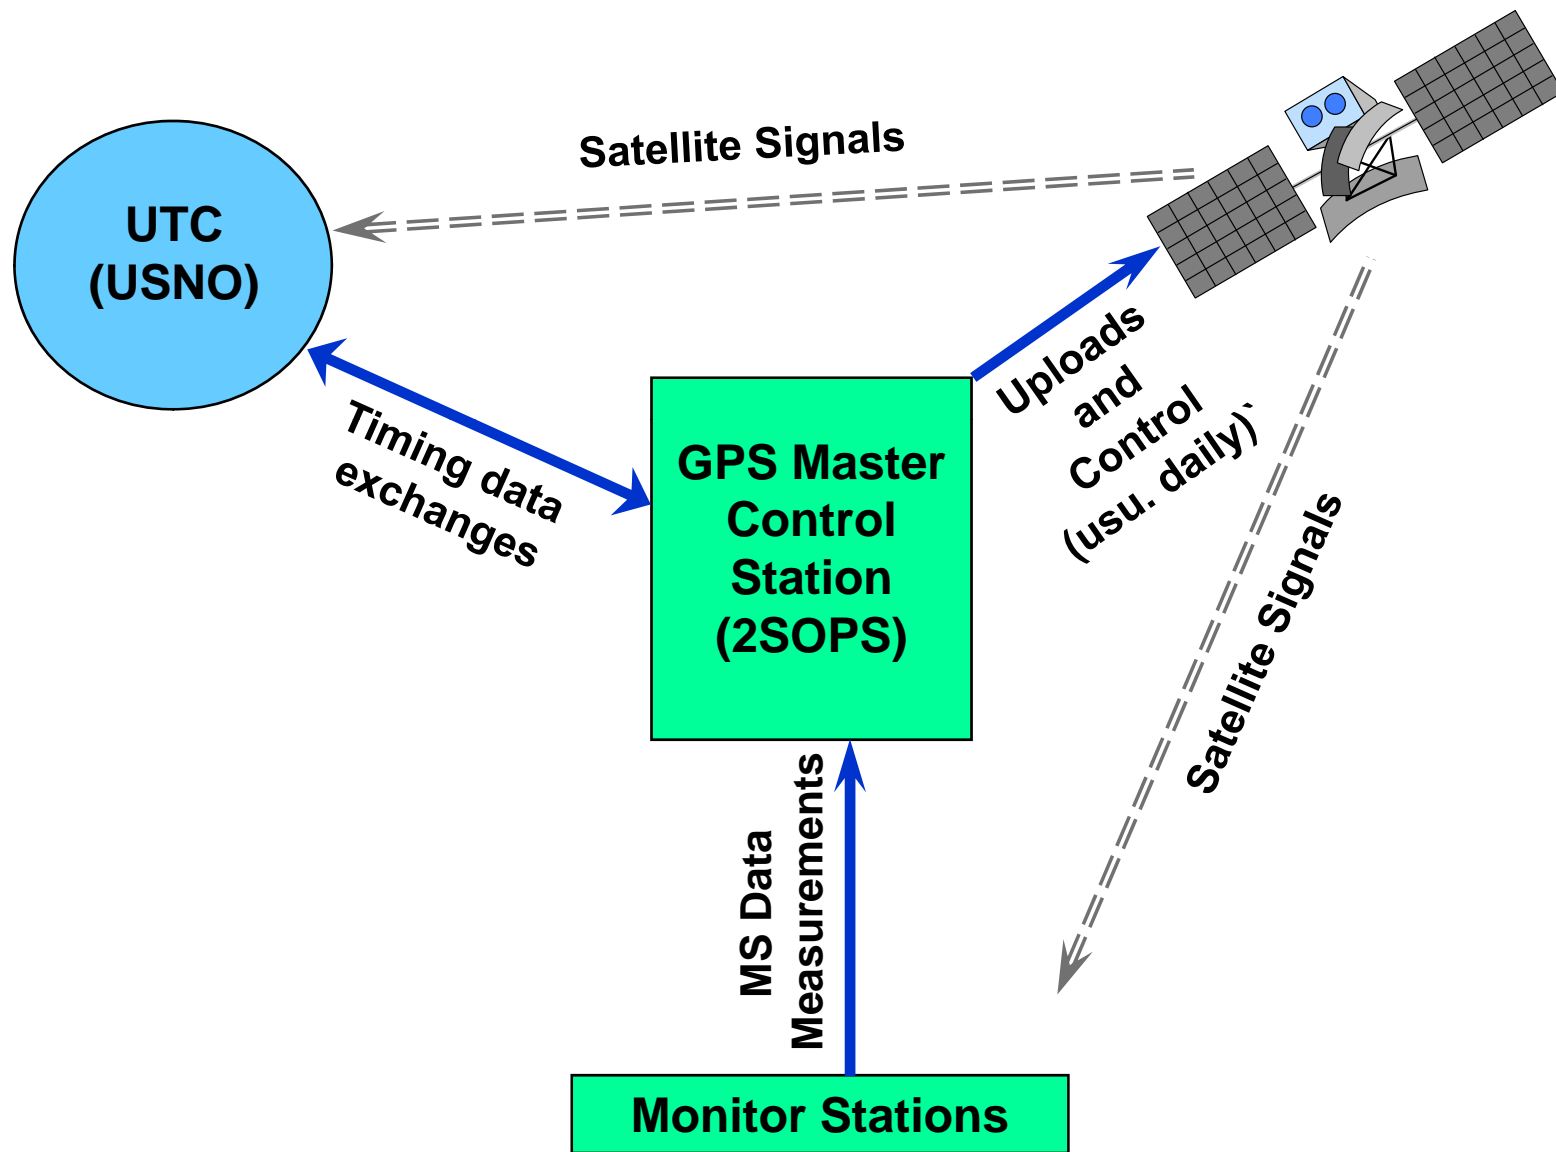 Satellite Signals
UTC
(USNO)
Timing data
exchanges
GPS Master
Control
Station
(2SOPS)
Uploads
and
Control
(usu. daily)`
Satellite Signals
MS Data
Measurements
Monitor Stations